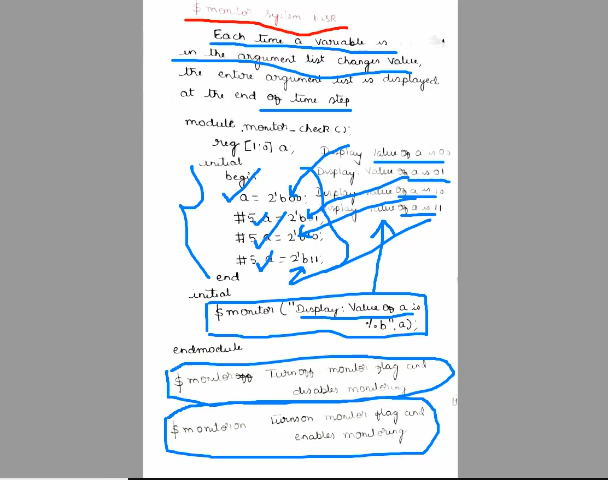 $ monitor system task
Each time a variable is
in the argument list changes value,
the entire argument list is displayed
at the end of time step
module monitor_check ();
reg [1:0] a;
initial
begin
a = 2'b00;
#5 a = 2'b01;
#5 a = 2'b10;
#5 a = 2'b11;
end
Display Value of a is 00
Display: Value of a is 01
Display Value of a is 10
Display Value of a is 11
initial
$monitor ("Display: Value of a is
%b", a);
endmodule
$monitoroff Turnoff monitor flag and
disables monitoring
$monitoron Turnson monitor flag and
enables monitoring